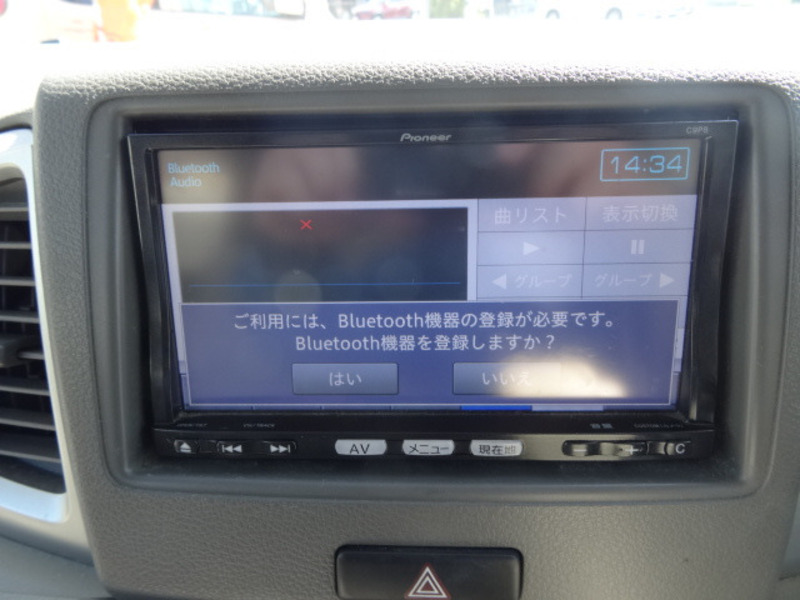 Pioneer
C9P8
Bluetooth
Audio
14:34
曲リスト
表示切換
グループ
グループ
ご利用には、Bluetooth機器の登録が必要です。
Bluetooth機器を登録しますか？
はい
いいえ
AV
メニュー
現在地